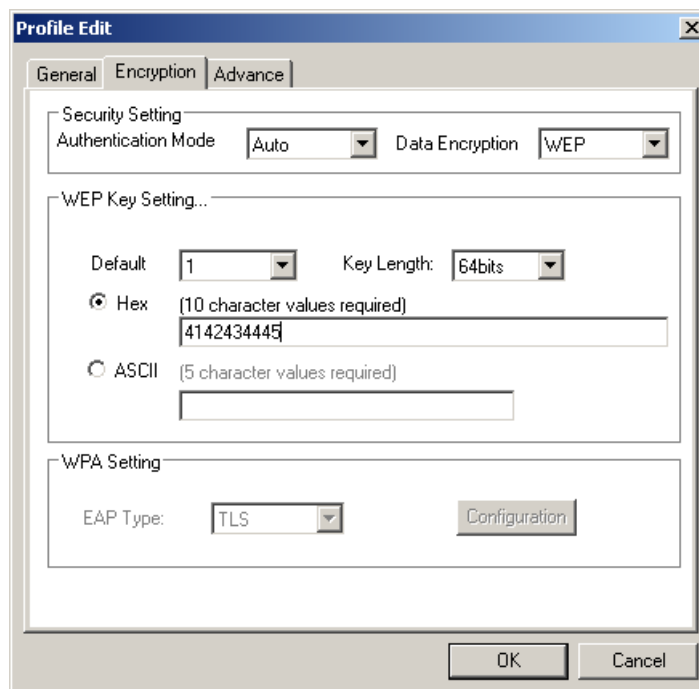 Profile Edit
General Encryption Advance
Security Setting
Authentication Mode Auto Data Encryption WEP
WEP Key Setting...
Default 1 Key Length: 64bits
Hex (10 character values required)
4142434445
ASCII (5 character values required)
WPA Setting
EAP Type: TLS Configuration
OK Cancel